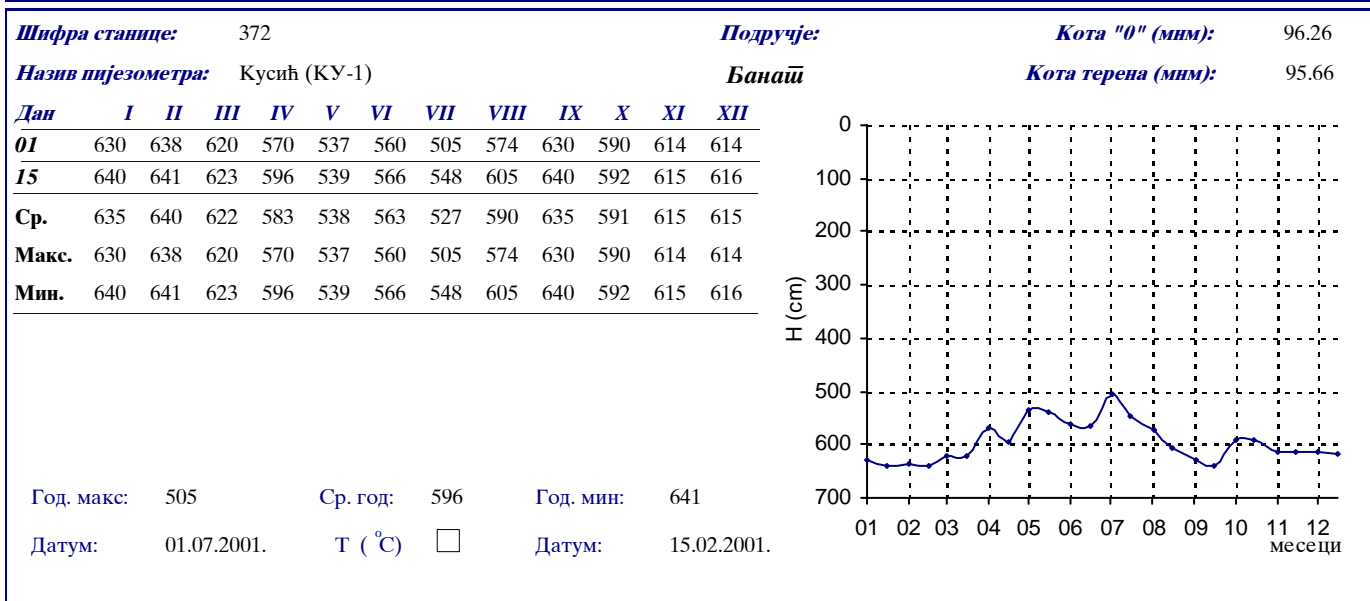 Шифра станице: 372 Подручје: Кота "0" (мнм): 96.26
Назив пијезометра: Кусић (КУ-1) Банат Кота терена (мнм): 95.66
Дан I II III IV V VI VII VIII IX X XI XII
01 630 638 620 570 537 560 505 574 630 590 614 614
15 640 641 623 596 539 566 548 605 640 592 615 616
Ср. 635 640 622 583 538 563 527 590 635 591 615 615
Макс. 630 638 620 570 537 560 505 574 630 590 614 614
Мин. 640 641 623 596 539 566 548 605 640 592 615 616
Год. макс: 505 Ср. год: 596 Год. мин: 641
Датум: 01.07.2001. T (°C) Датум: 15.02.2001.
0
100
200
300
400
500
600
700
H (cm)
01 02 03 04 05 06 07 08 09 10 11 12
месеци